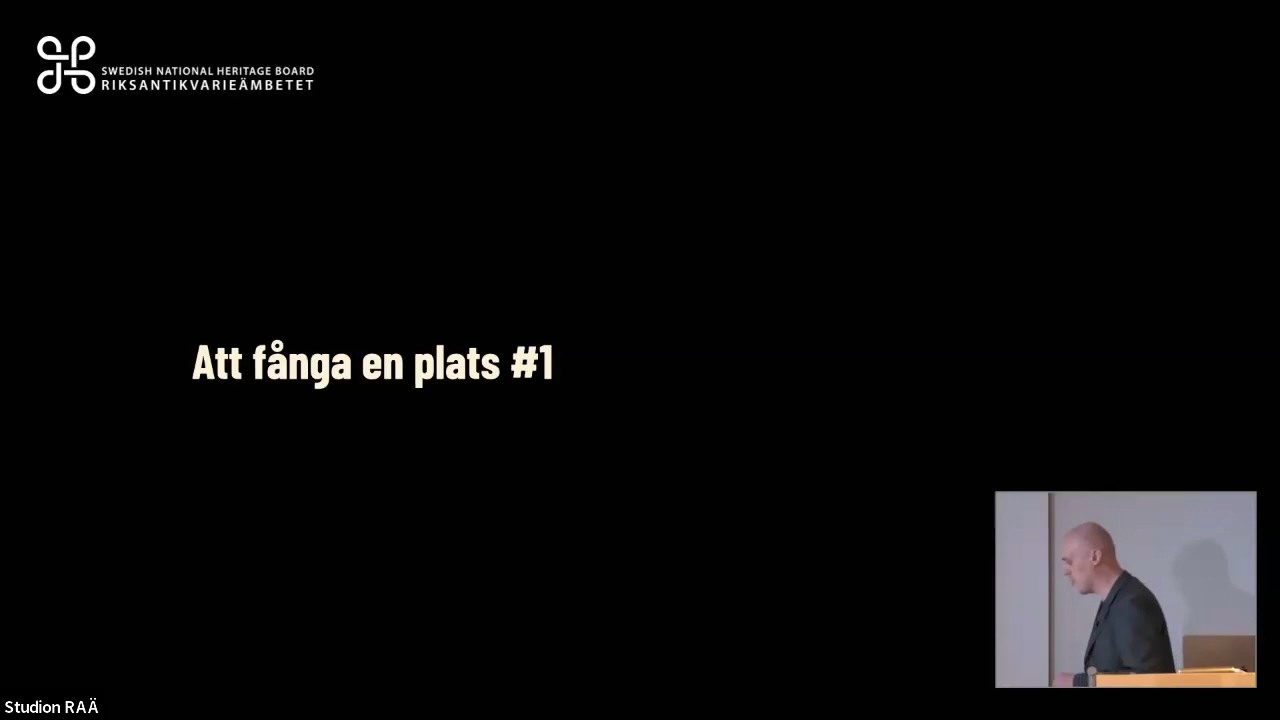 SWEDISH NATIONAL HERITAGE BOARD
RIKSANTIKVARIEÄMBETET
Att fånga en plats #1
Studion RAÄ